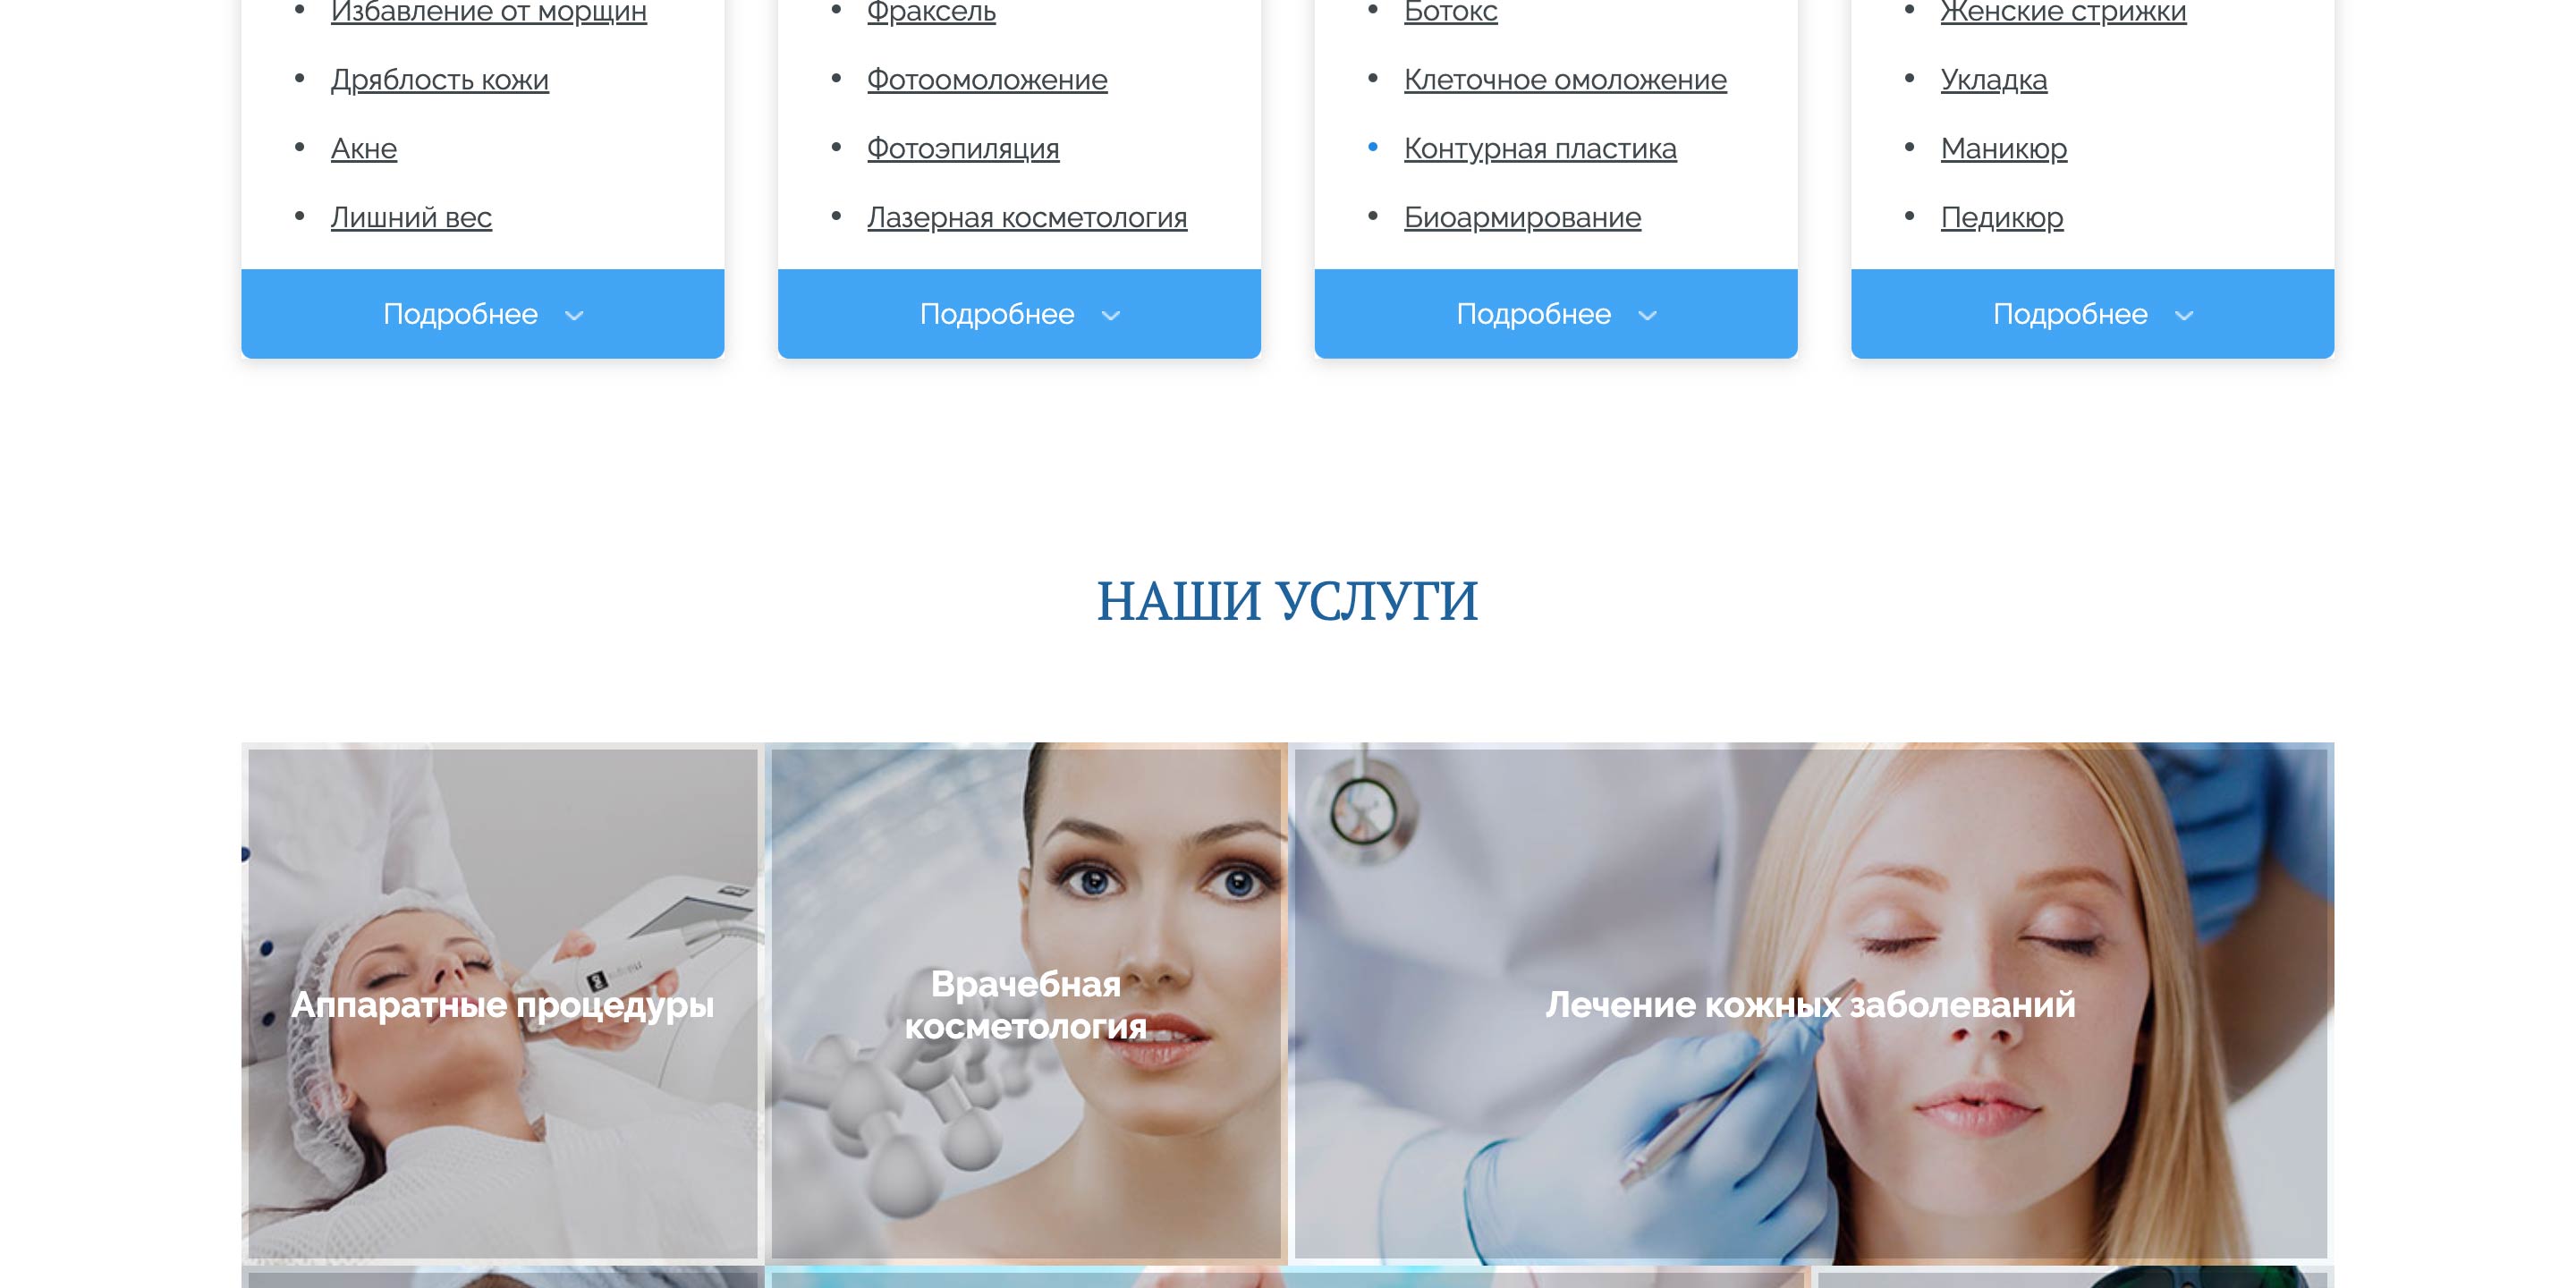 Избавление от морщин
Дряблость кожи
Акне
Лишний вес
Подробнее
Фраксель
Фотоомоложение
Фотоэпиляция
Лазерная косметология
Подробнее
Ботокс
Клеточное омоложение
Контурная пластика
Биоармирование
Подробнее
Женские стрижки
Укладка
Маникюр
Педикюр
Подробнее
НАШИ УСЛУГИ
Аппаратные процедуры
Врачебная
косметология
Лечение кожных заболеваний